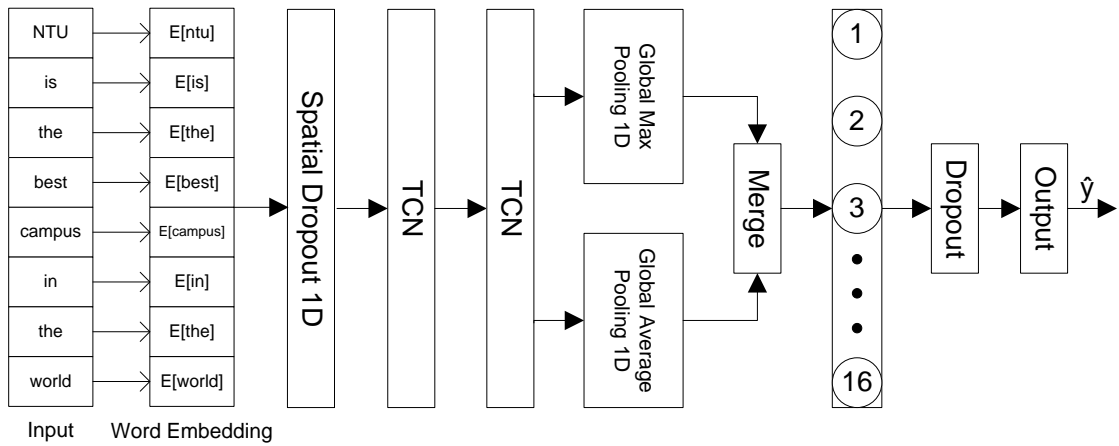 NTU
E[ntu]
is
E[is]
the
E[the]
best
E[best]
campus
E[campus]
in
E[in]
the
E[the]
world
E[world]
Input
Word Embedding
Spatial Dropout 1D
TCN
TCN
Global Max
Pooling 1D
Global Average
Pooling 1D
Merge
1
2
3
16
Dropout
Output
ŷ